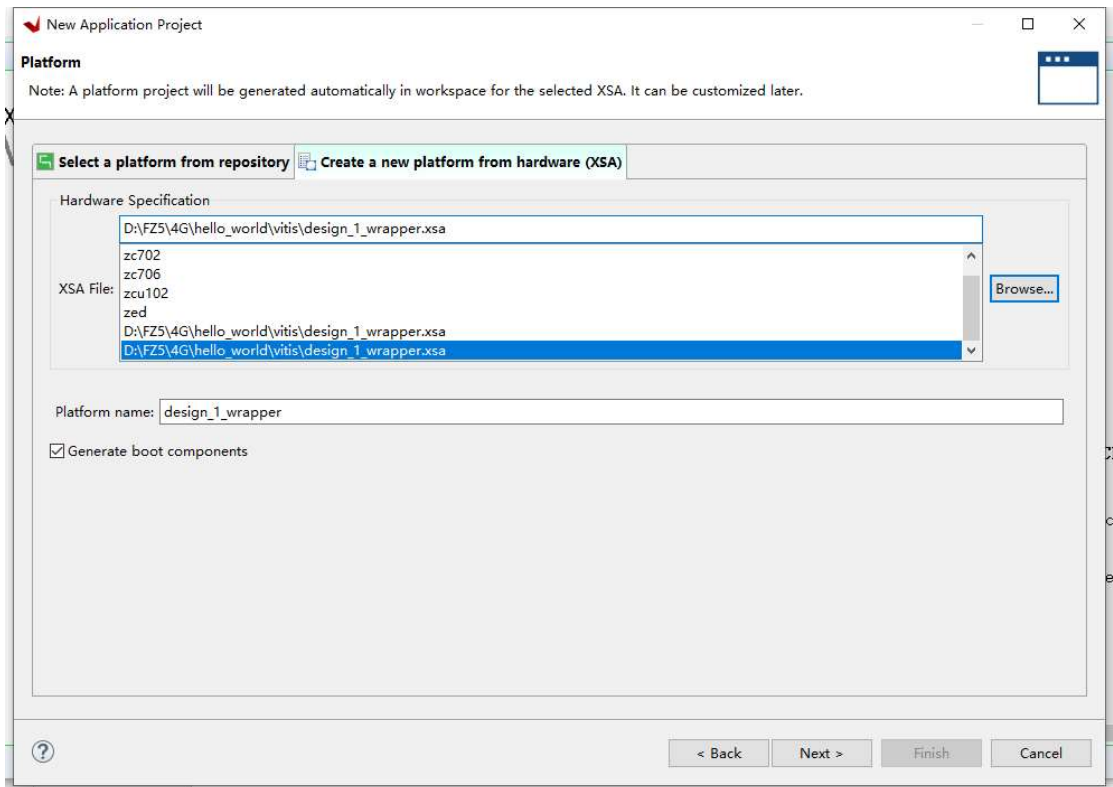 New Application Project
Platform
Note: A platform project will be generated automatically in workspace for the selected XSA. It can be customized later.
Select a platform from repository
Create a new platform from hardware (XSA)
Hardware Specification
D:\FZ5\4G\hello_world\vitis\design_1_wrapper.xsa
zc702
zc706
XSA File:
zcu102
Browse...
zed
D:\FZ5\4G\hello_world\vitis\design_1_wrapper.xsa
D:\FZ5\4G\hello_world\vitis\design_1_wrapper.xsa
Platform name: design_1_wrapper
Generate boot components
?
< Back
Next >
Finish
Cancel